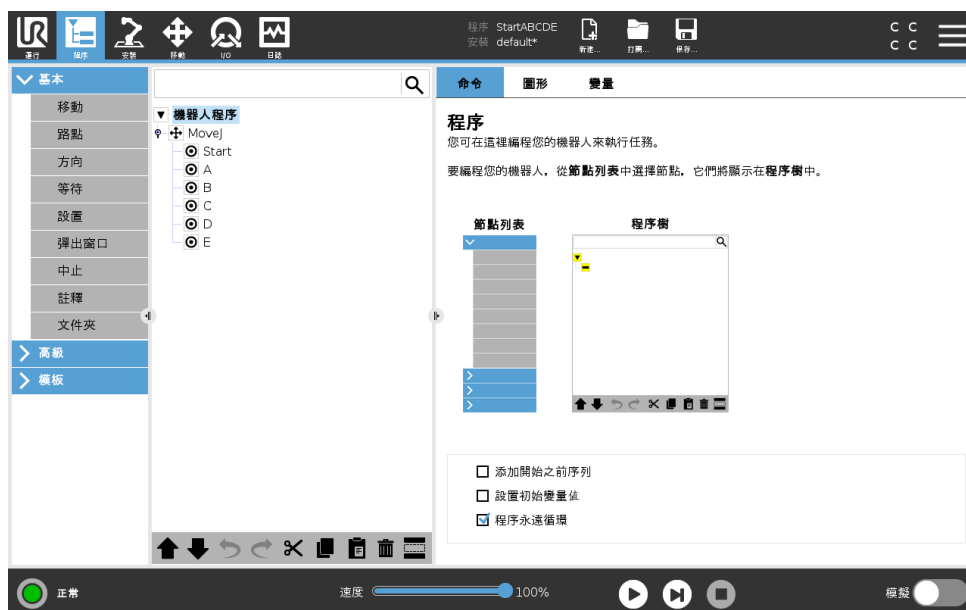 UR
程序 StartABCDE
安裝 default*
C C
C C
運行
程序
安裝
移動
I/O
日誌
新建...
打開...
保存...
基本
移動
路點
方向
等待
設置
彈出窗口
中止
註釋
文件夾
高級
模板
機器人程序
MoveJ
Start
A
B
C
D
E
命令
圖形
變量
程序
您可在這裡編程您的機器人來執行任務。
要編程您的機器人，從節點列表中選擇節點，它們將顯示在程序樹中。
節點列表
程序樹
添加開始之前序列
設置初始變量值
程序永遠循環
正常
速度
100%
模擬